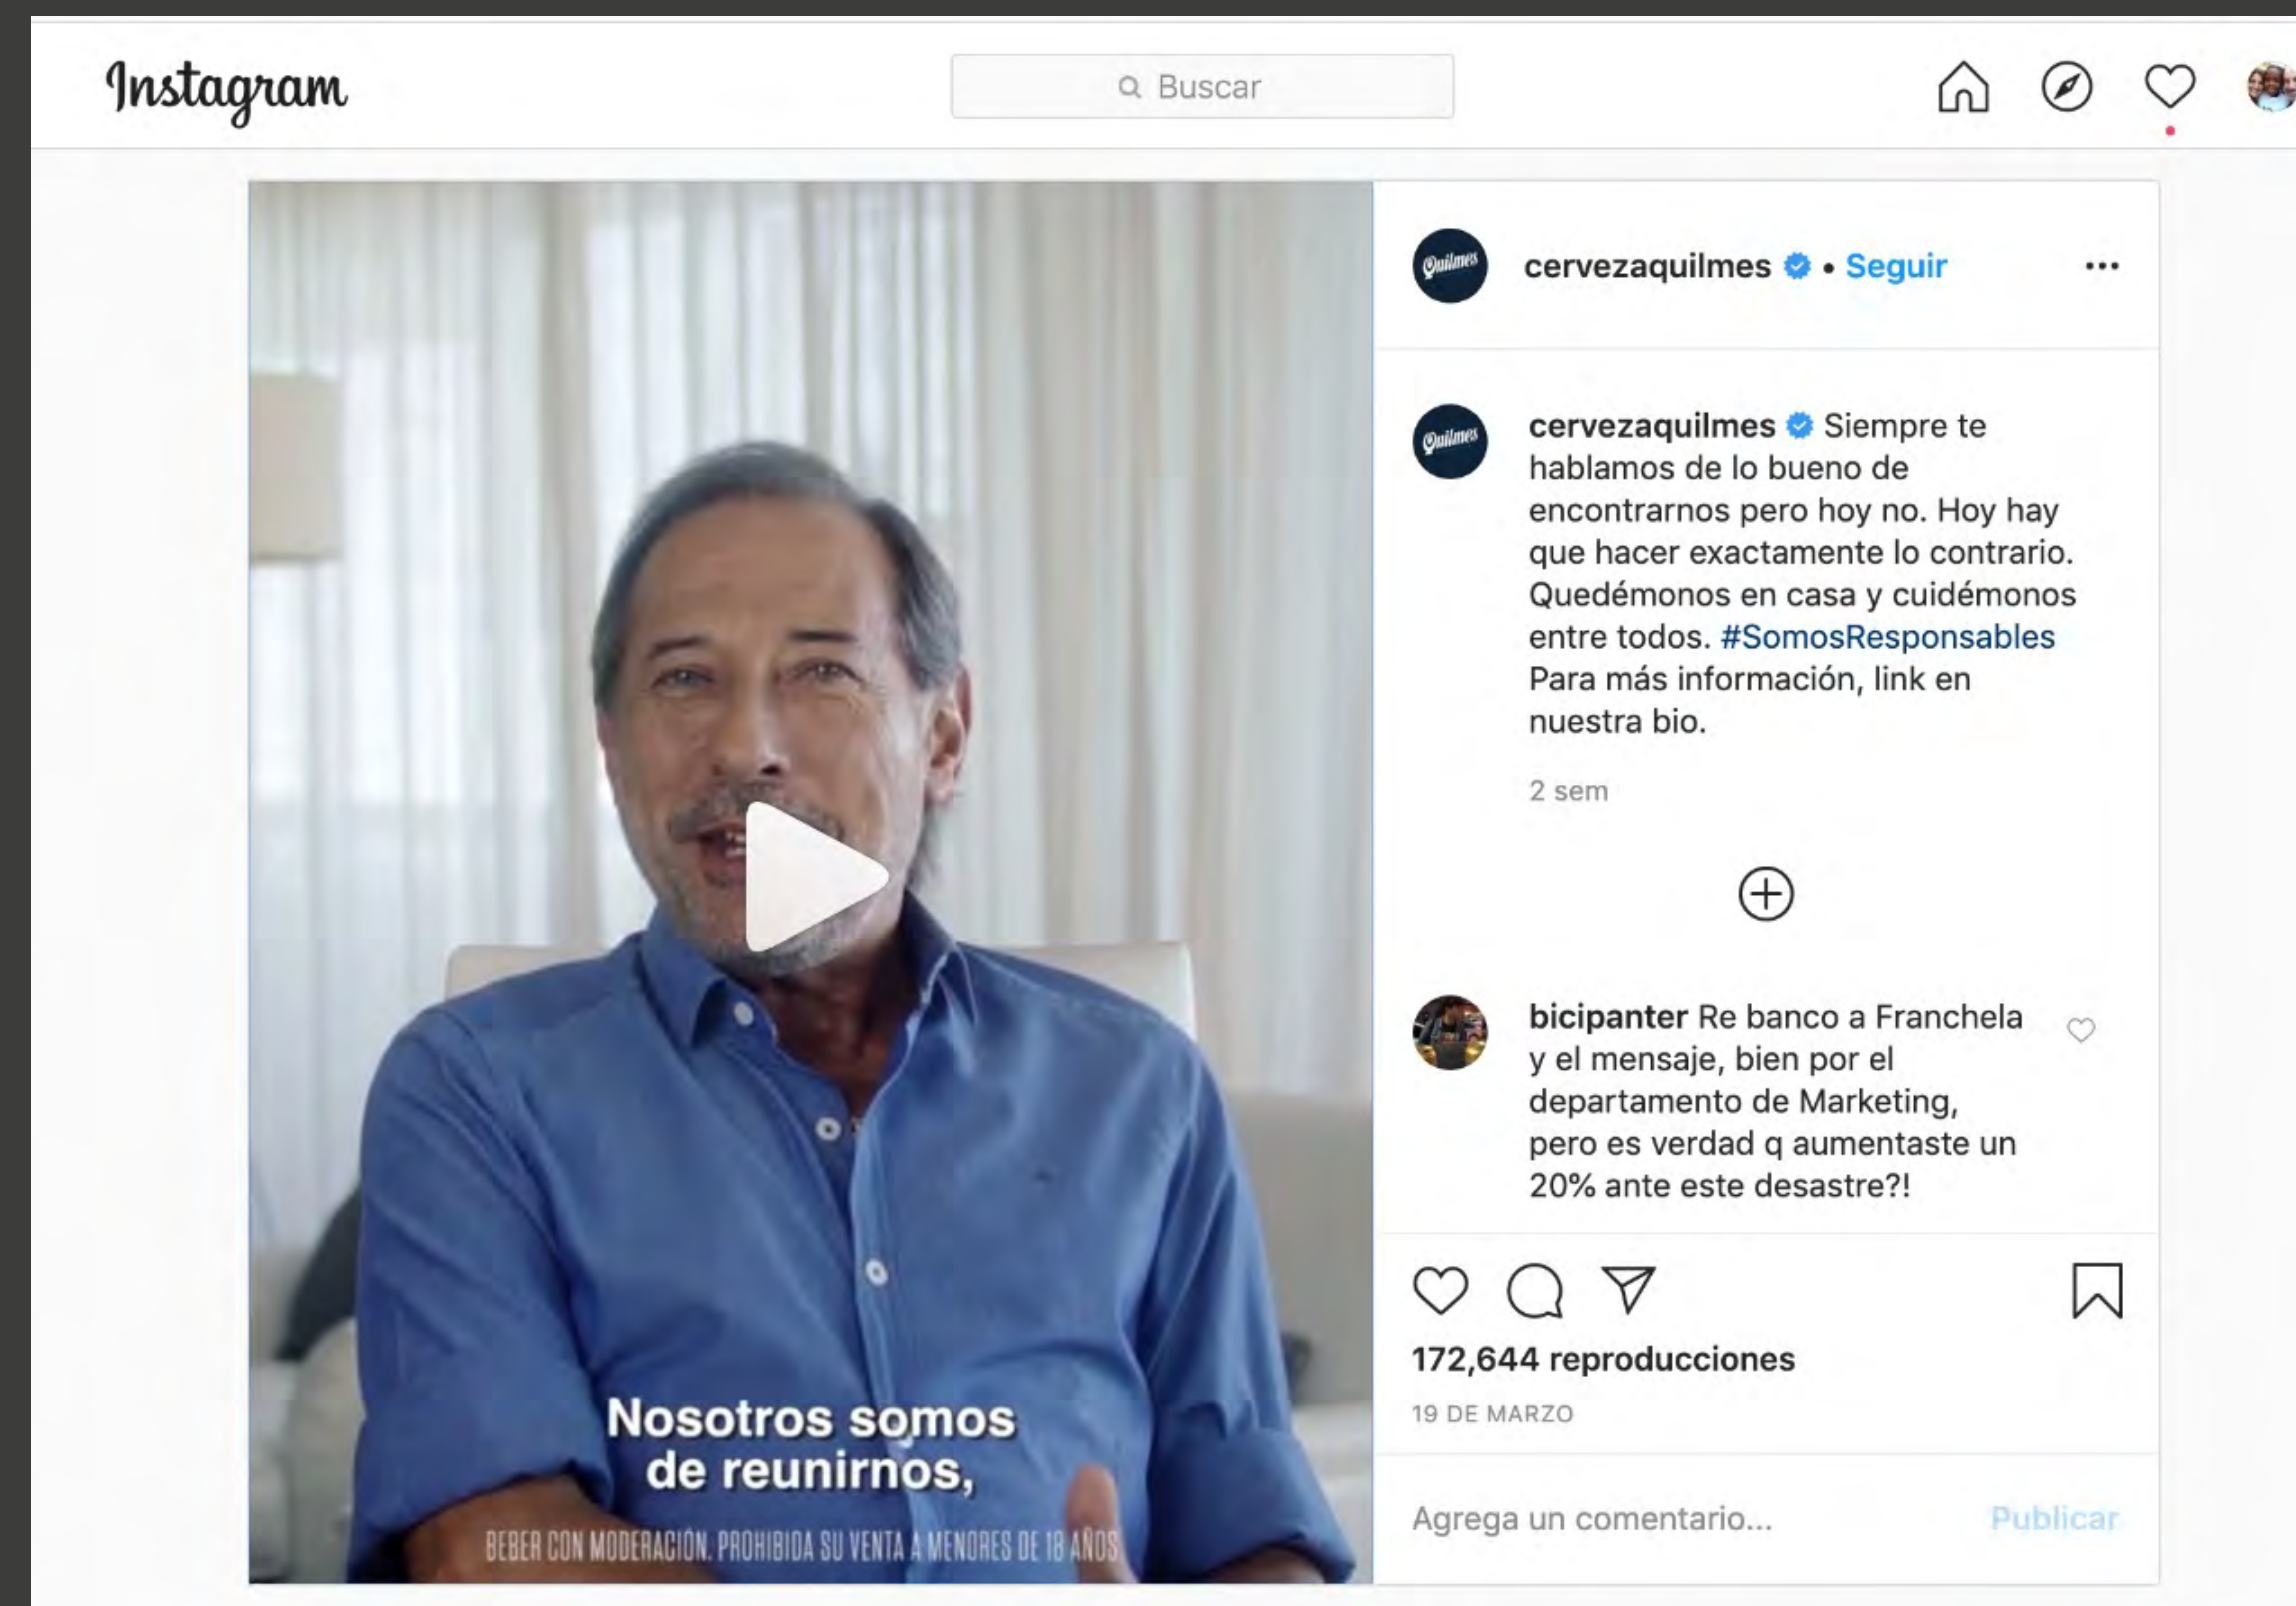 Instagram
Buscar
Quilmes
cervezaquilmes • Seguir
Quilmes
cervezaquilmes Siempre te
hablamos de lo bueno de
encontrarnos pero hoy no. Hoy hay
que hacer exactamente lo contrario.
Quedémonos en casa y cuidémonos
entre todos. #SomosResponsables
Para más información, link en
nuestra bio.
2 sem
bicipanter Re banco a Franchela
y el mensaje, bien por el
departamento de Marketing,
pero es verdad q aumentaste un
20% ante este desastre?!
172,644 reproducciones
19 DE MARZO
Agrega un comentario...
Publicar
Nosotros somos
de reunirnos,
BEBER CON MODERACIÓN. PROHIBIDA SU VENTA A MENORES DE 18 AÑOS